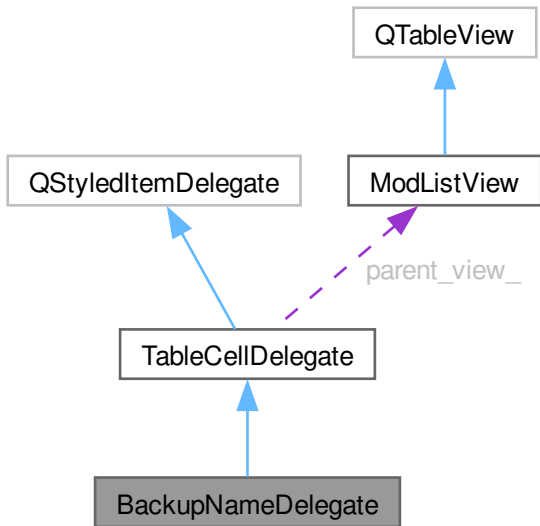 QTableView
QStyledItemDelegate
ModListView
parent_view_
TableCellDelegate
BackupNameDelegate